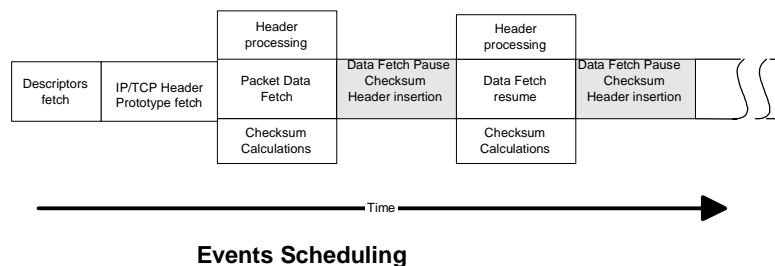 Header
processing
Header
processing
Descriptors
fetch
IP/TCP Header
Prototype fetch
Packet Data
Fetch
Data Fetch Pause
Checksum
Header insertion
Data Fetch
resume
Data Fetch Pause
Checksum
Header insertion
Checksum
Calculations
Checksum
Calculations
Time
Events Scheduling